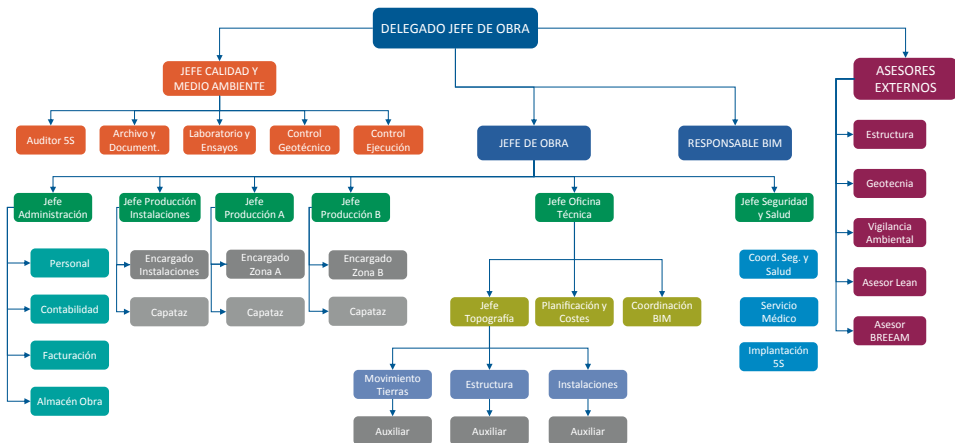 DELEGADO JEFE DE OBRA
JEFE CALIDAD Y
MEDIO AMBIENTE
ASESORES
EXTERNOS
Auditor 5S
Archivo y
Document.
Laboratorio y
Ensayos
Control
Geotécnico
Control
Ejecución
JEFE DE OBRA
RESPONSABLE BIM
Estructura
Geotecnia
Vigilancia
Ambiental
Asesor Lean
Asesor
BREEAM
Jefe
Administración
Jefe Producción
Instalaciones
Jefe
Producción A
Jefe
Producción B
Jefe Oficina
Técnica
Jefe Seguridad
y Salud
Personal
Contabilidad
Facturación
Almacén Obra
Encargado
Instalaciones
Capataz
Encargado
Zona A
Capataz
Encargado
Zona B
Capataz
Jefe
Topografía
Planificación y
Costes
Coordinación
BIM
Coord. Seg. y
Salud
Servicio
Médico
Implantación
5S
Movimiento
Tierras
Estructura
Instalaciones
Auxiliar
Auxiliar
Auxiliar